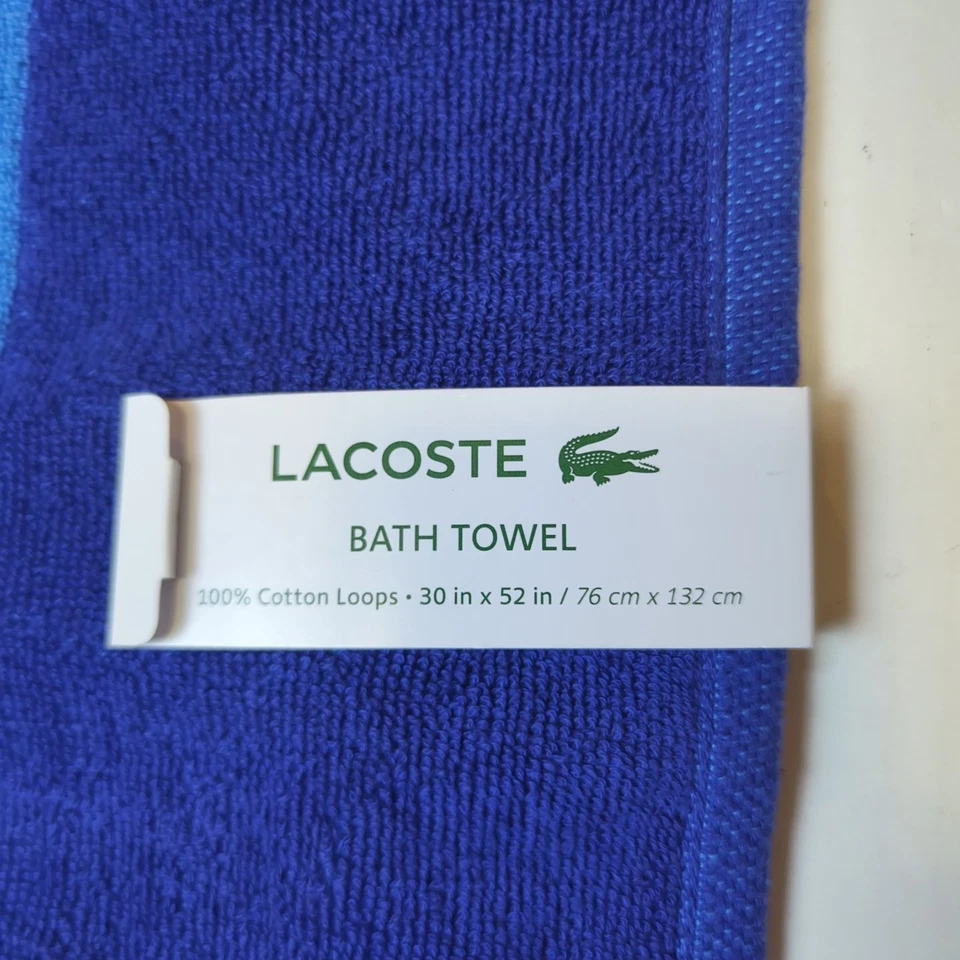 LACOSTE
BATH TOWEL
100% Cotton Loops • 30 in x 52 in / 76 cm x 132 cm